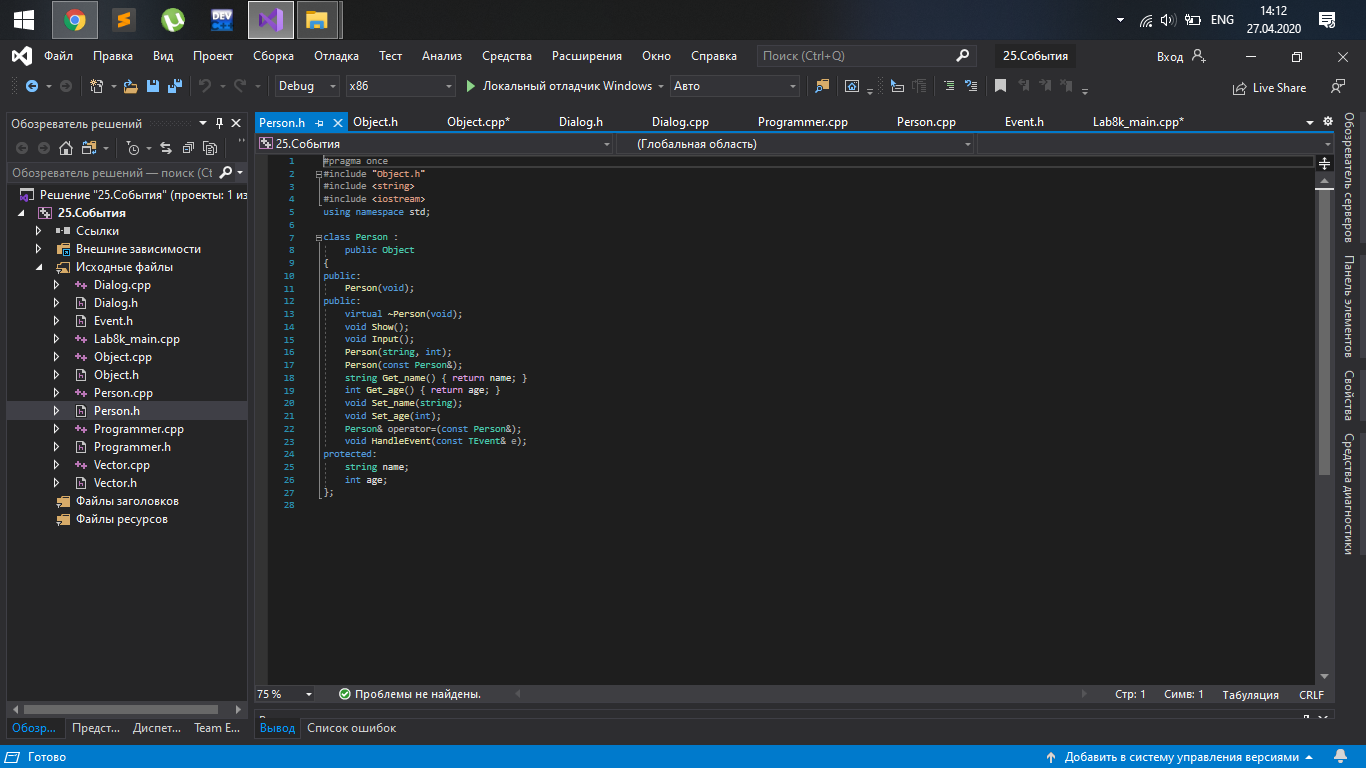 DEV
ENG
14:12
27.04.2020
Файл Правка Вид Проект Сборка Отладка Тест Анализ Средства Расширения Окно Справка Поиск (Ctrl+Q) 25.События Вход
Debug x86 Локальный отладчик Windows Авто Live Share
Обозреватель решений
Обозреватель решений — поиск (Ct
Решение "25.События" (проекты: 1 из
25.События
Ссылки
Внешние зависимости
Исходные файлы
Dialog.cpp
Dialog.h
Event.h
Lab8k_main.cpp
Object.cpp
Object.h
Person.cpp
Person.h
Programmer.cpp
Programmer.h
Vector.cpp
Vector.h
Файлы заголовков
Файлы ресурсов
Обозр... Предст... Диспет... Team E...
Person.h Object.h Object.cpp* Dialog.h Dialog.cpp Programmer.cpp Person.cpp Event.h Lab8k_main.cpp*
25.События (Глобальная область)
1 #pragma once
2 #include "Object.h"
3 #include <string>
4 #include <iostream>
5 using namespace std;
6
7 class Person :
8 public Object
9 {
10 public:
11 Person(void);
12 public:
13 virtual ~Person(void);
14 void Show();
15 void Input();
16 Person(string, int);
17 Person(const Person&);
18 string Get_name() { return name; }
19 int Get_age() { return age; }
20 void Set_name(string);
21 void Set_age(int);
22 Person& operator=(const Person&);
23 void HandleEvent(const TEvent& e);
24 protected:
25 string name;
26 int age;
27 };
28
75 % Проблемы не найдены. Стр: 1 Симв: 1 Табуляция CRLF
Вывод Список ошибок
Обозреватель серверов
Панель элементов
Свойства
Средства диагностики
Готово Добавить в систему управления версиями